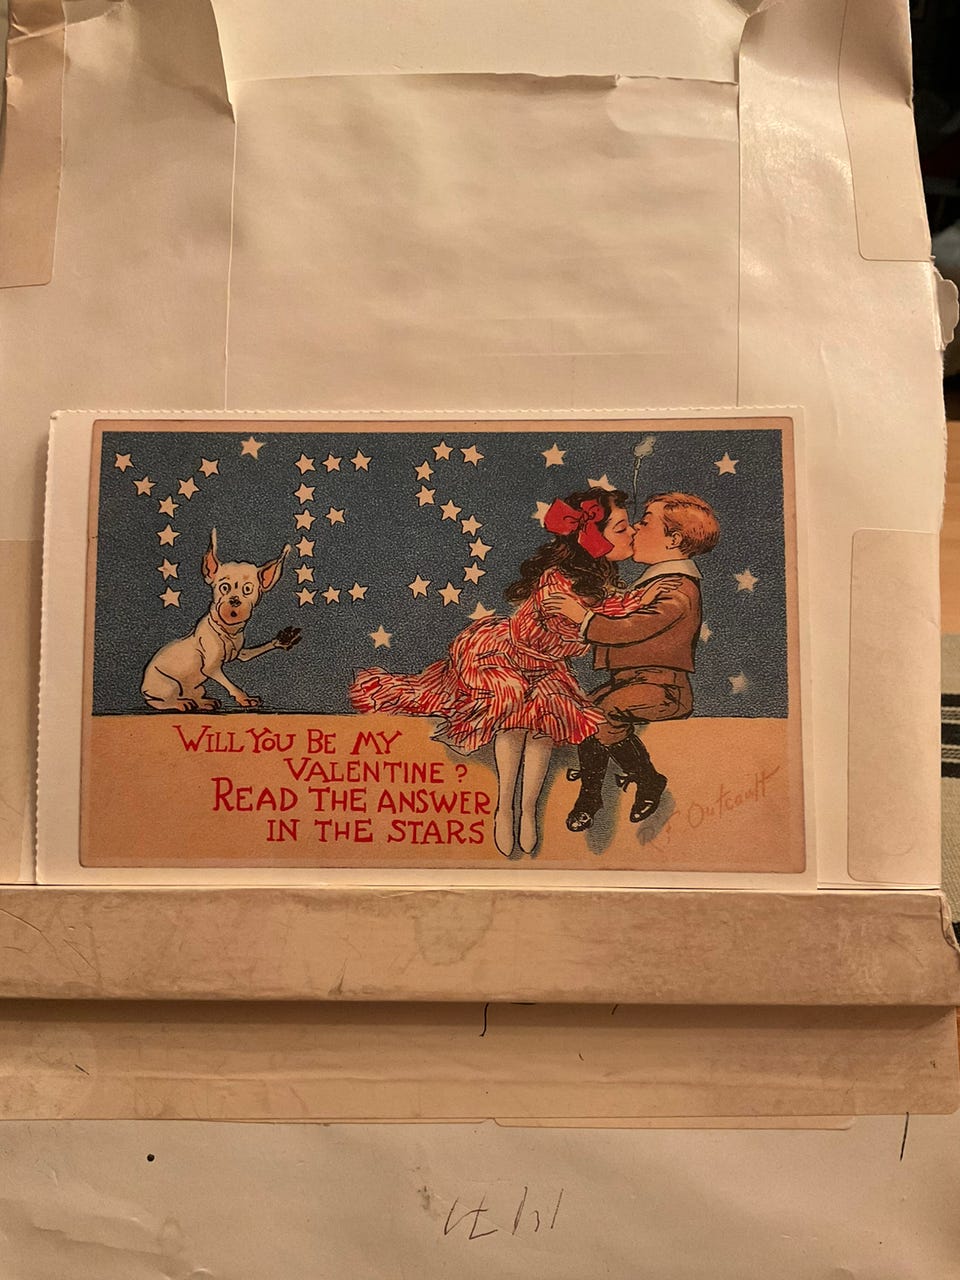 YES
WILL YOU BE MY
VALENTINE?
READ THE ANSWER
IN THE STARS
R.F. Outcault